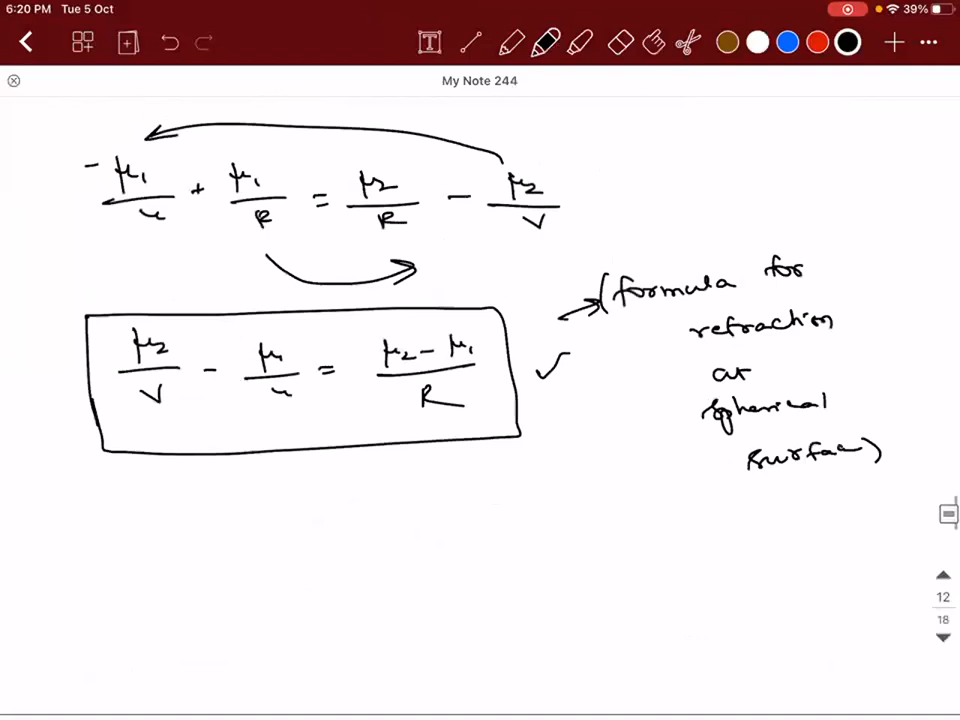 6:20 PM Tue 5 Oct 39%
My Note 244
- μ₁/u + μ₁/R = μ₂/R - μ₂/v
μ₂/v - μ₁/u = (μ₂ - μ₁)/R
(formula for
refraction
at
spherical
surface)
12
18